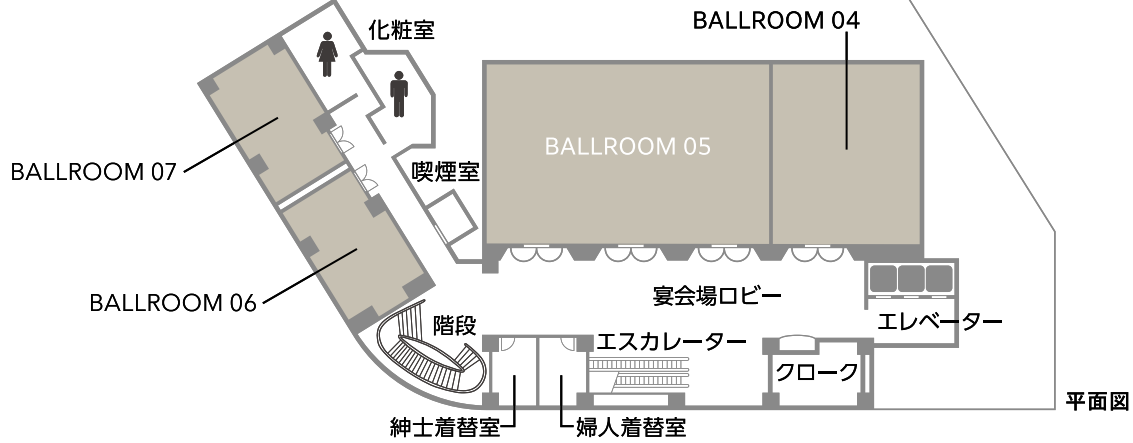 BALLROOM 04
化粧室
BALLROOM 05
BALLROOM 07
喫煙室
BALLROOM 06
宴会場ロビー
階段
エレベーター
エスカレーター
クローク
平面図
紳士着替室
婦人着替室